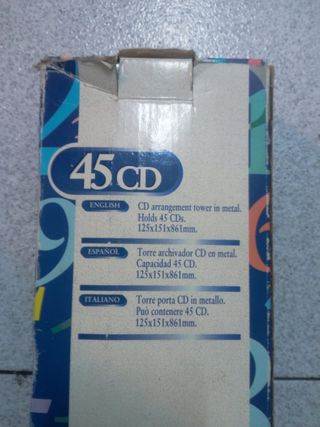 45 CD
ENGLISH
CD arrangement tower in metal.
Holds 45 CDs.
125x151x861mm.
ESPAÑOL
Torre archivador CD en metal.
Capacidad 45 CD.
125x151x861mm.
ITALIANO
Torre porta CD in metallo.
Può contenere 45 CD.
125x151x861mm.